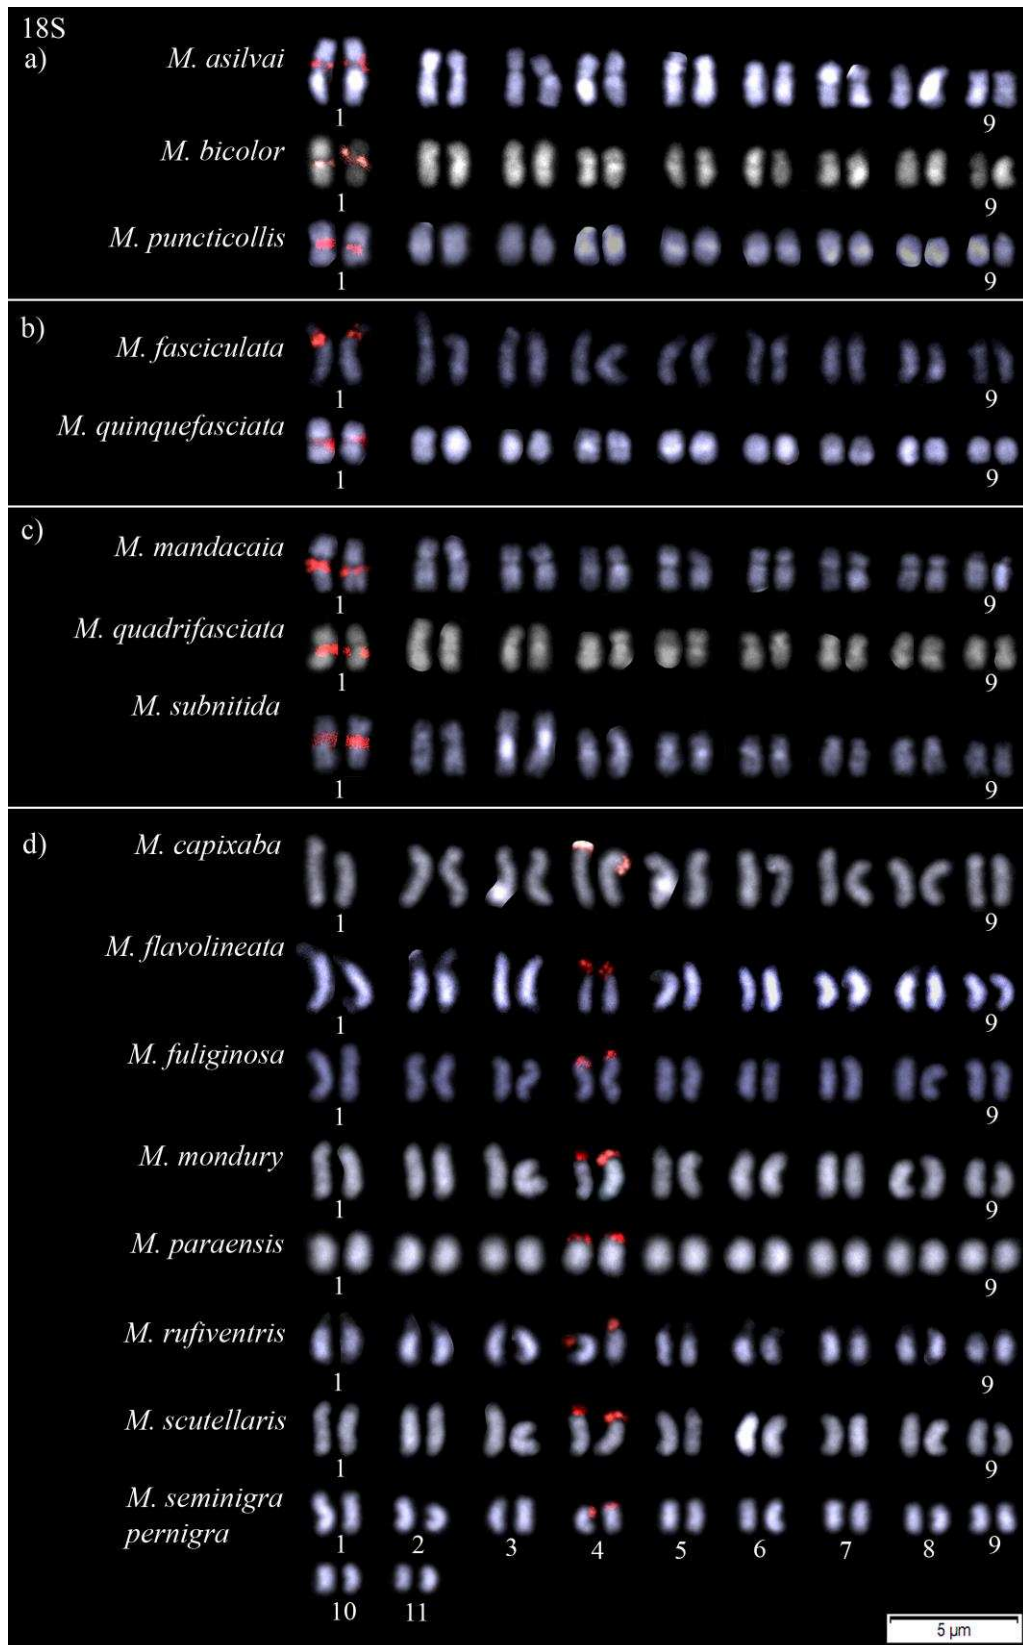 18S
a)
M. asilvai
1 9
M. bicolor
1 9
M. puncticollis
1 9
b)
M. fasciculata
1 9
M. quinquefasciata
1 9
c)
M. mandacaia
1 9
M. quadrifasciata
1 9
M. subnitida
1 9
d)
M. capixaba
1 9
M. flavolineata
1 9
M. fuliginosa
1 9
M. mondury
1 9
M. paraensis
1 9
M. rufiventris
1 9
M. scutellaris
1 9
M. seminigra
pernigra
1 2 3 4 5 6 7 8 9
10 11
5 µm